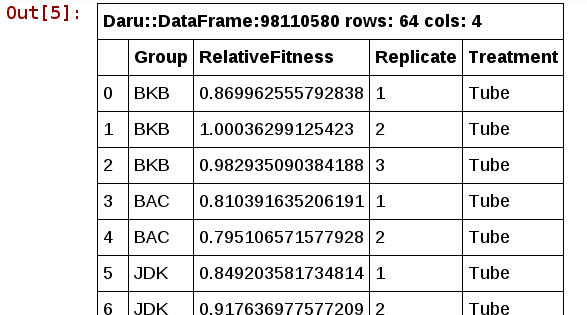 Out[5]: Daru::DataFrame:98110580 rows: 64 cols: 4
Group RelativeFitness Replicate Treatment
0 BKB 0.869962555792838 1 Tube
1 BKB 1.00036299125423 2 Tube
2 BKB 0.982935090384188 3 Tube
3 BAC 0.810391635206191 1 Tube
4 BAC 0.795106571577928 2 Tube
5 JDK 0.849203581734814 1 Tube
6 JDK 0.917636977577209 2 Tube